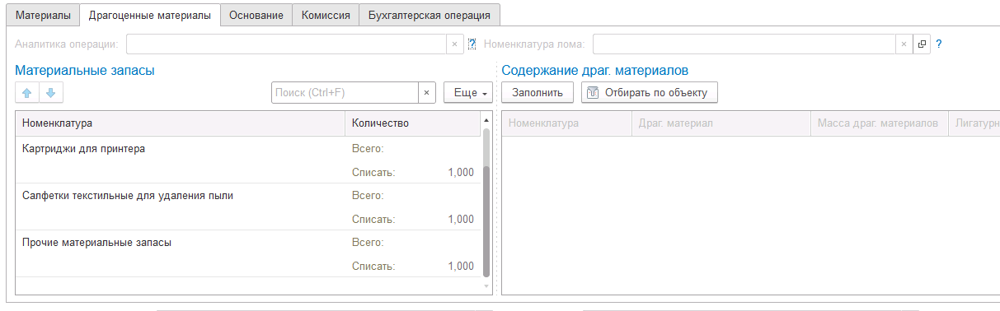 Материалы Драгоценные материалы Основание Комиссия Бухгалтерская операция
Аналитика операции: × ? Номенклатура лома: × ?
Материальные запасы Содержание драг. материалов
Поиск (Ctrl+F) × Еще Заполнить Отбирать по объекту
Номенклатура Количество Номенклатура Драг. материал Масса драг. материалов Лигатурн
Картриджи для принтера Всего:
Списать: 1,000
Салфетки текстильные для удаления пыли Всего:
Списать: 1,000
Прочие материальные запасы Всего:
Списать: 1,000